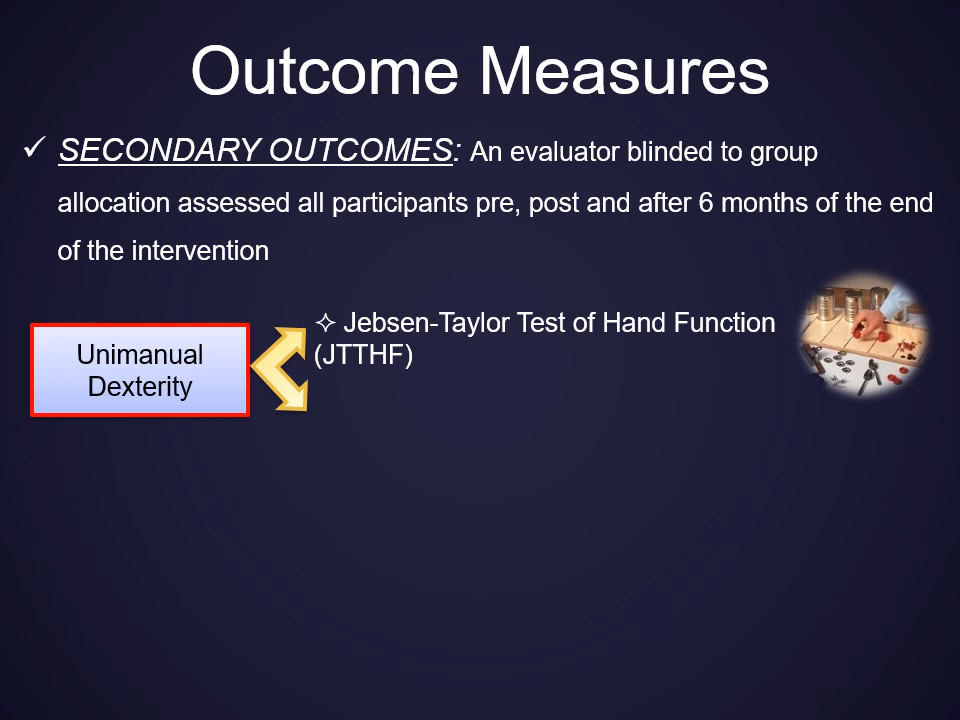 Outcome Measures
✓ SECONDARY OUTCOMES: An evaluator blinded to group
allocation assessed all participants pre, post and after 6 months of the end
of the intervention
✧ Jebsen-Taylor Test of Hand Function
(JTTHF)
Unimanual
Dexterity